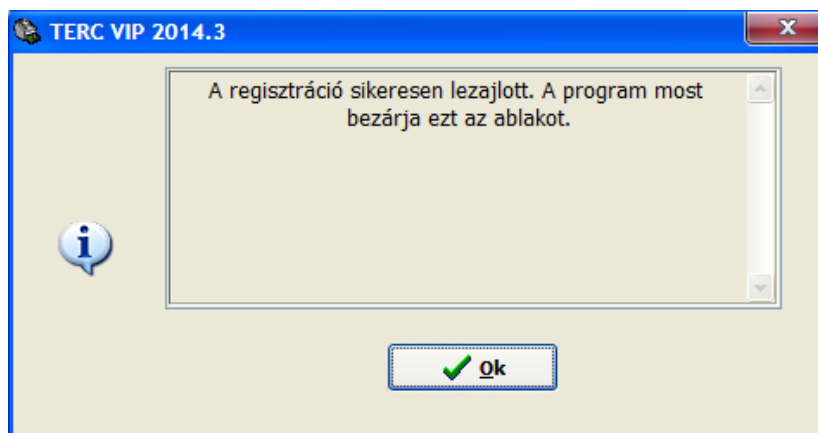 TERC VIP 2014.3
A regisztráció sikeresen lezajlott. A program most
bezárja ezt az ablakot.
Ok